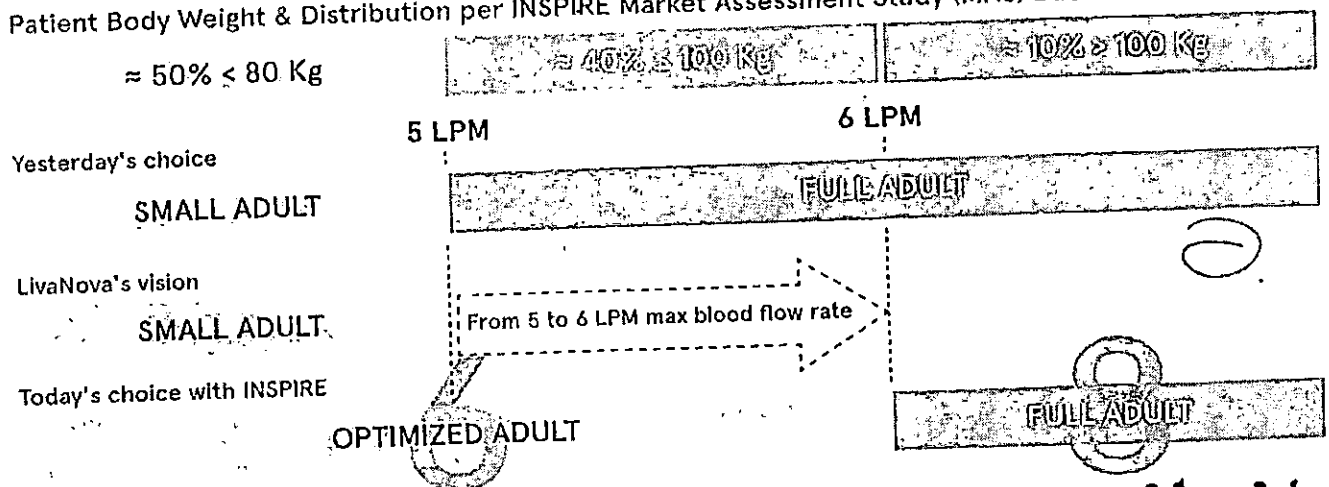 Patient Body Weight & Distribution per INSPIRE Market Assessment Study
≈ 50% < 80 Kg
≈ 40% ≤ 100 Kg
≈ 10% > 100 Kg
5 LPM
6 LPM
Yesterday's choice
SMALL ADULT
FULL ADULT
LivaNova's vision
SMALL ADULT
From 5 to 6 LPM max blood flow rate
Today's choice with INSPIRE
6
8
OPTIMIZED ADULT
FULL ADULT